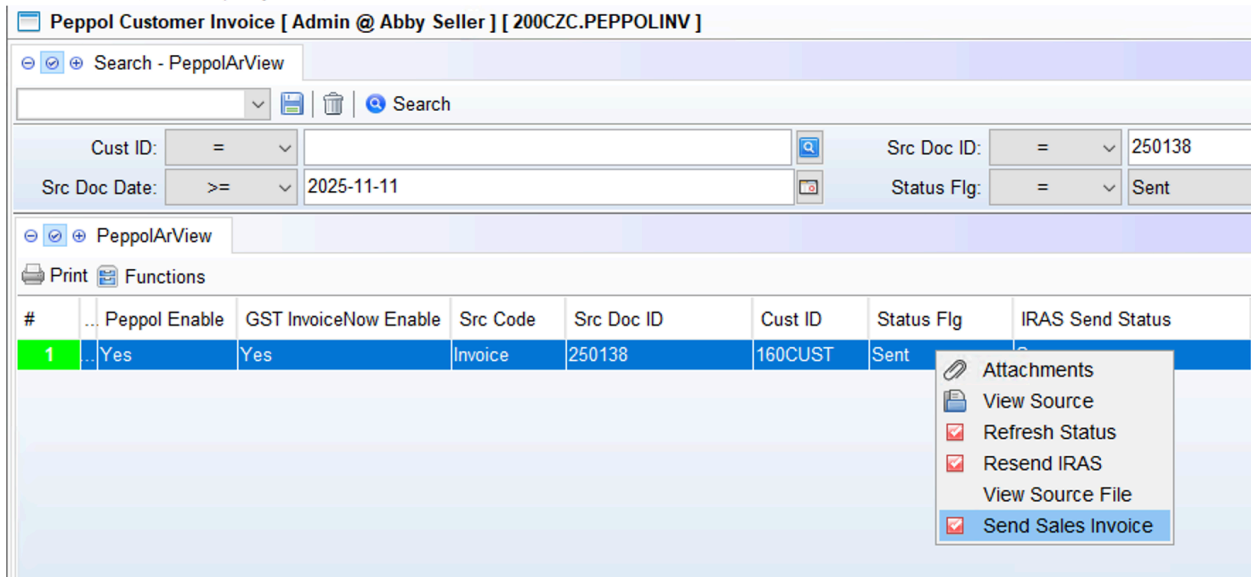 Peppol Customer Invoice [ Admin @ Abby Seller ] [ 200CZC.PEPPOLINV ]
Search - PeppolArView
Search
Cust ID: = Src Doc ID: = 250138
Src Doc Date: >= 2025-11-11 Status Flg: = Sent
PeppolArView
Print Functions
# ... Peppol Enable GST InvoiceNow Enable Src Code Src Doc ID Cust ID Status Flg IRAS Send Status
1 ... Yes Yes Invoice 250138 160CUST Sent
Attachments
View Source
Refresh Status
Resend IRAS
View Source File
Send Sales Invoice